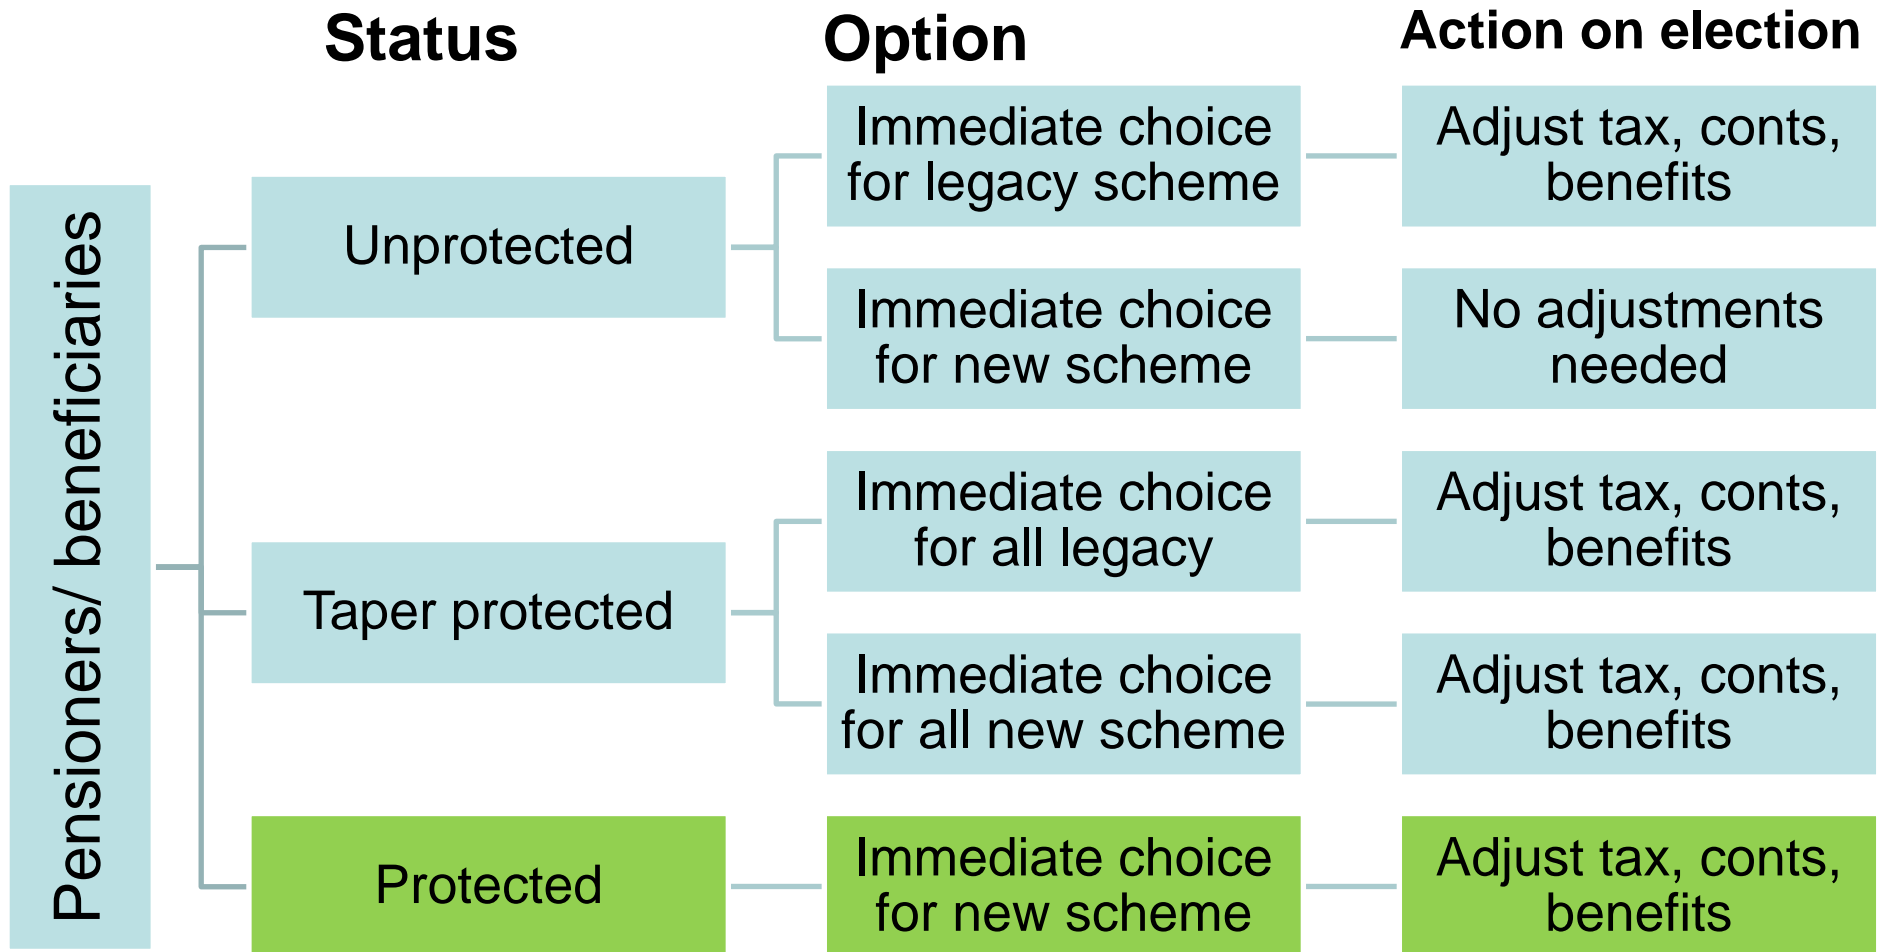 Status
Option
Action on election
Pensioners/ beneficiaries
Unprotected
Immediate choice
for legacy scheme
Adjust tax, conts,
benefits
Immediate choice
for new scheme
No adjustments
needed
Taper protected
Immediate choice
for all legacy
Adjust tax, conts,
benefits
Immediate choice
for all new scheme
Adjust tax, conts,
benefits
Protected
Immediate choice
for new scheme
Adjust tax, conts,
benefits